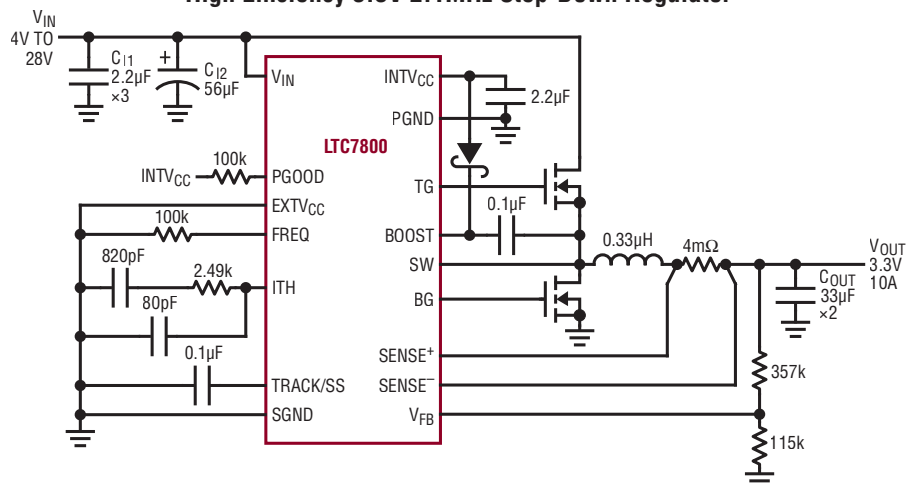 High Efficiency 3.3V 2.1MHz Step-Down Regulator
VIN
4V TO
28V
CI1
2.2µF
×3
+
CI2
56µF
VIN
INTVCC
2.2µF
PGND
LTC7800
100k
INTVCC
PGOOD
TG
EXTVCC
0.1µF
100k
FREQ
BOOST
0.33µH
4mΩ
VOUT
3.3V
10A
820pF
2.49k
SW
COUT
33µF
×2
ITH
BG
80pF
SENSE+
0.1µF
357k
TRACK/SS
SENSE–
SGND
VFB
115k